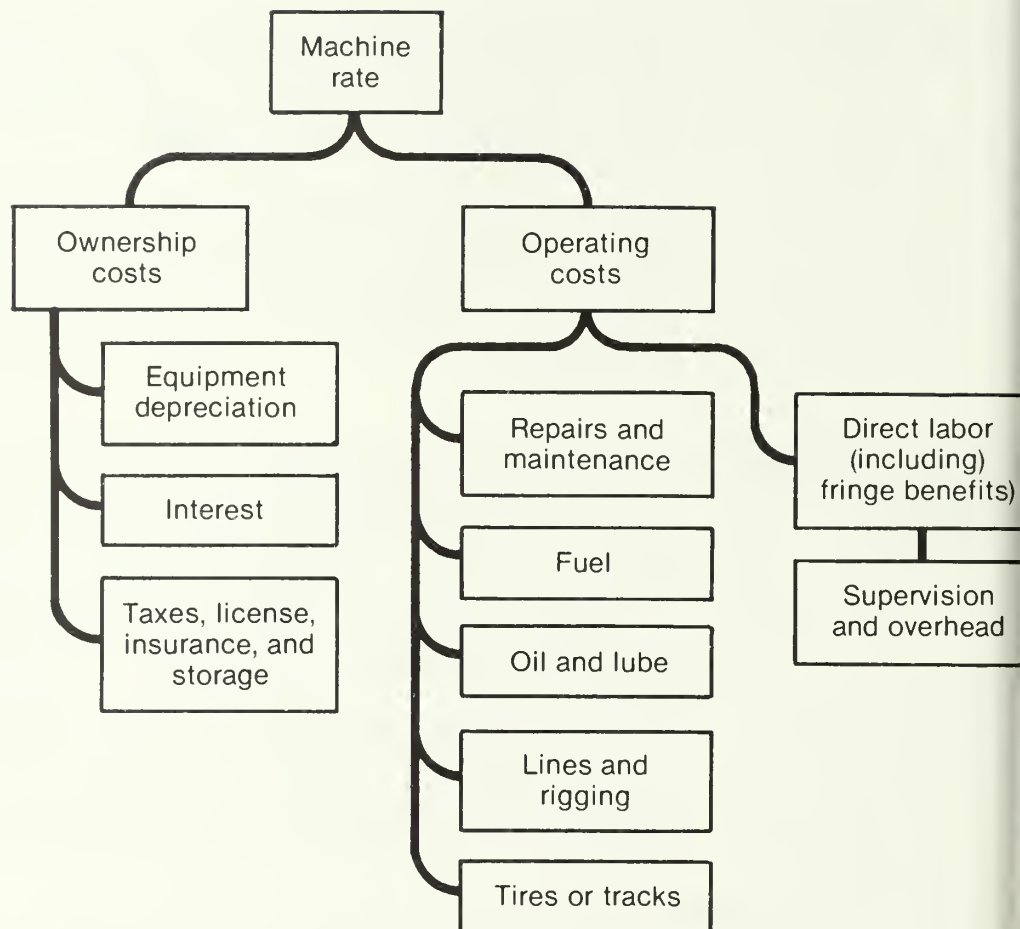 Machine
rate
Ownership
costs
Operating
costs
Equipment
depreciation
Interest
Taxes, license,
insurance, and
storage
Repairs and
maintenance
Fuel
Oil and lube
Lines and
rigging
Tires or tracks
Direct labor
(including)
fringe benefits)
Supervision
and overhead